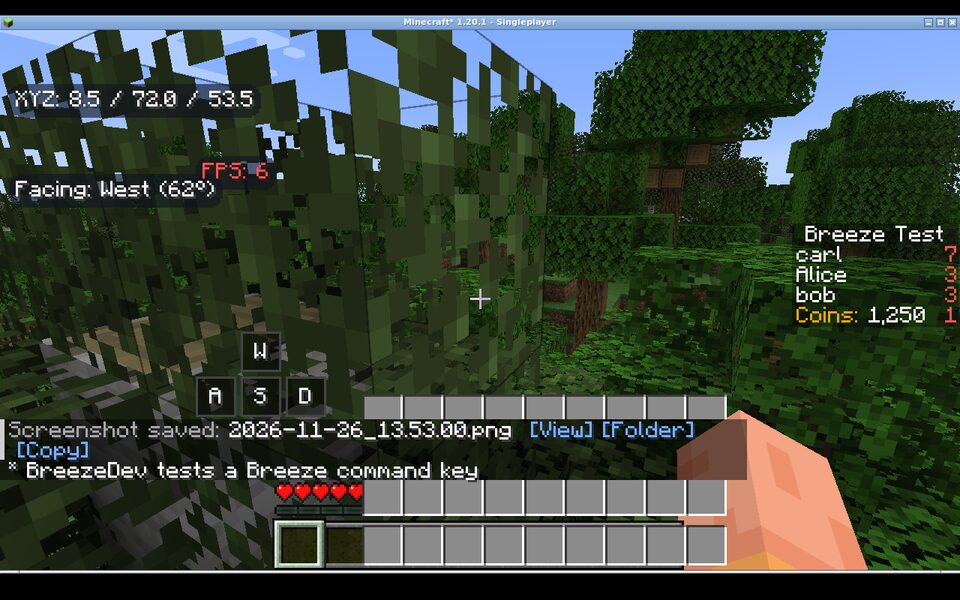 Minecraft* 1.20.1 - Singleplayer
XYZ: 8.5 / 72.0 / 53.5
FPS: 6
Facing: West (62°)
Breeze Test
carl 7
Alice 3
bob 3
Coins: 1,250 1
W
A S D
Screenshot saved: 2026-11-26_13.53.00.png [View] [Folder]
[Copy]
* BreezeDev tests a Breeze command key